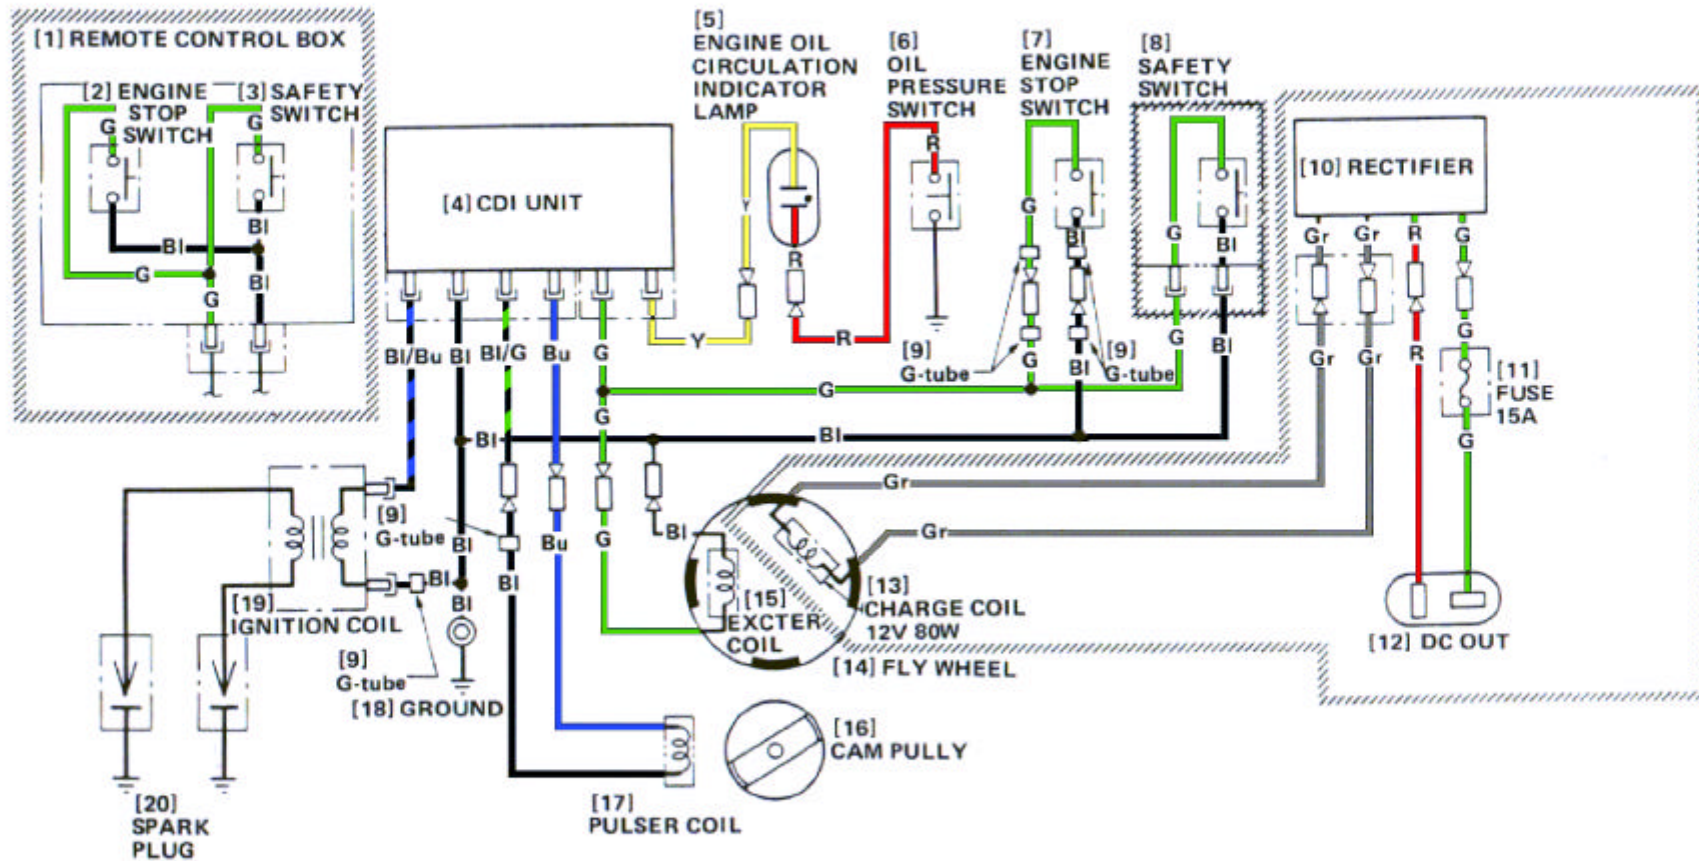 [1] REMOTE CONTROL BOX
[2] ENGINE
STOP
SWITCH
[3] SAFETY
SWITCH
G
G
Bl
G
Bl
Bl
G
[4] CDI UNIT
Bl/Bu
Bl
Bl/G
Bu
G
Y
[5]
ENGINE OIL
CIRCULATION
INDICATOR
LAMP
Y
R
R
[6]
OIL
PRESSURE
SWITCH
R
[7]
ENGINE
STOP
SWITCH
G
Bl
[9]
G-tube
G
Bl
[9]
G-tube
[8]
SAFETY
SWITCH
G
Bl
G
Bl
[10] RECTIFIER
Gr
Gr
R
G
Gr
Gr
R
G
[11]
FUSE
15A
G
G
Bl
Bl
G
Gr
Gr
[9]
G-tube
Bl
Bl
Bu
G
Bl
Bl
Bl
[19]
IGNITION COIL
[9]
G-tube
[18] GROUND
[15]
EXCTER
COIL
[13]
CHARGE COIL
12V 80W
[14] FLY WHEEL
[12] DC OUT
[16]
CAM PULLY
[17]
PULSER COIL
[20]
SPARK
PLUG